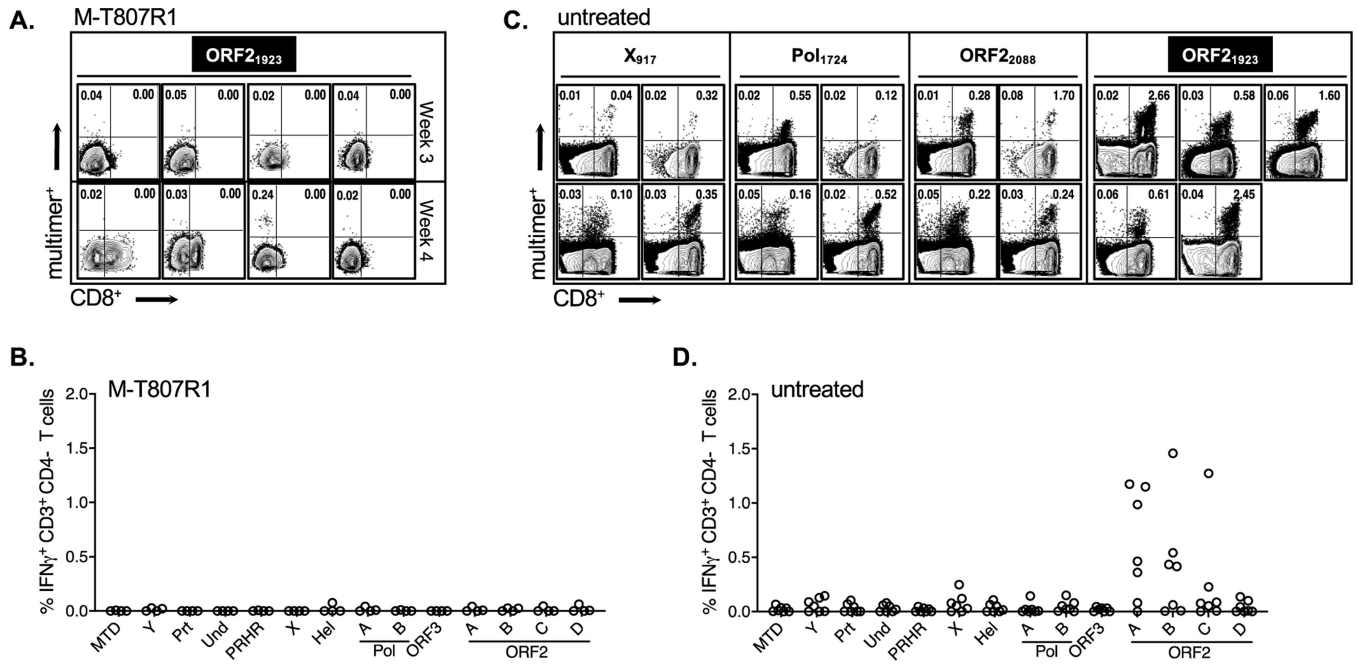 A.
M-T807R1
ORF2₁₉₂₃
0.04 0.00 0.05 0.00 0.02 0.00 0.04 0.00
Week 3
0.02 0.00 0.03 0.00 0.24 0.00 0.02 0.00
Week 4
multimer⁺
CD8⁺
C.
untreated
X₉₁₇ Pol₁₇₂₄ ORF2₂₀₈₈ ORF2₁₉₂₃
0.01 0.04 0.02 0.32 0.02 0.55 0.02 0.12 0.01 0.28 0.08 1.70 0.02 2.66 0.03 0.58 0.06 1.60
0.03 0.10 0.03 0.35 0.05 0.16 0.02 0.52 0.05 0.22 0.03 0.24 0.06 0.61 0.04 2.45
multimer⁺
CD8⁺
B.
M-T807R1
% IFNγ⁺ CD3⁺ CD4- T cells
2.0
1.5
1.0
0.5
0.0
MTD Y Prt Und PRHR X Hel A B ORF3 A B C D
Pol ORF2
D.
untreated
% IFNγ⁺ CD3⁺ CD4- T cells
2.0
1.5
1.0
0.5
0.0
MTD Y Prt Und PRHR X Hel A B ORF3 A B C D
Pol ORF2